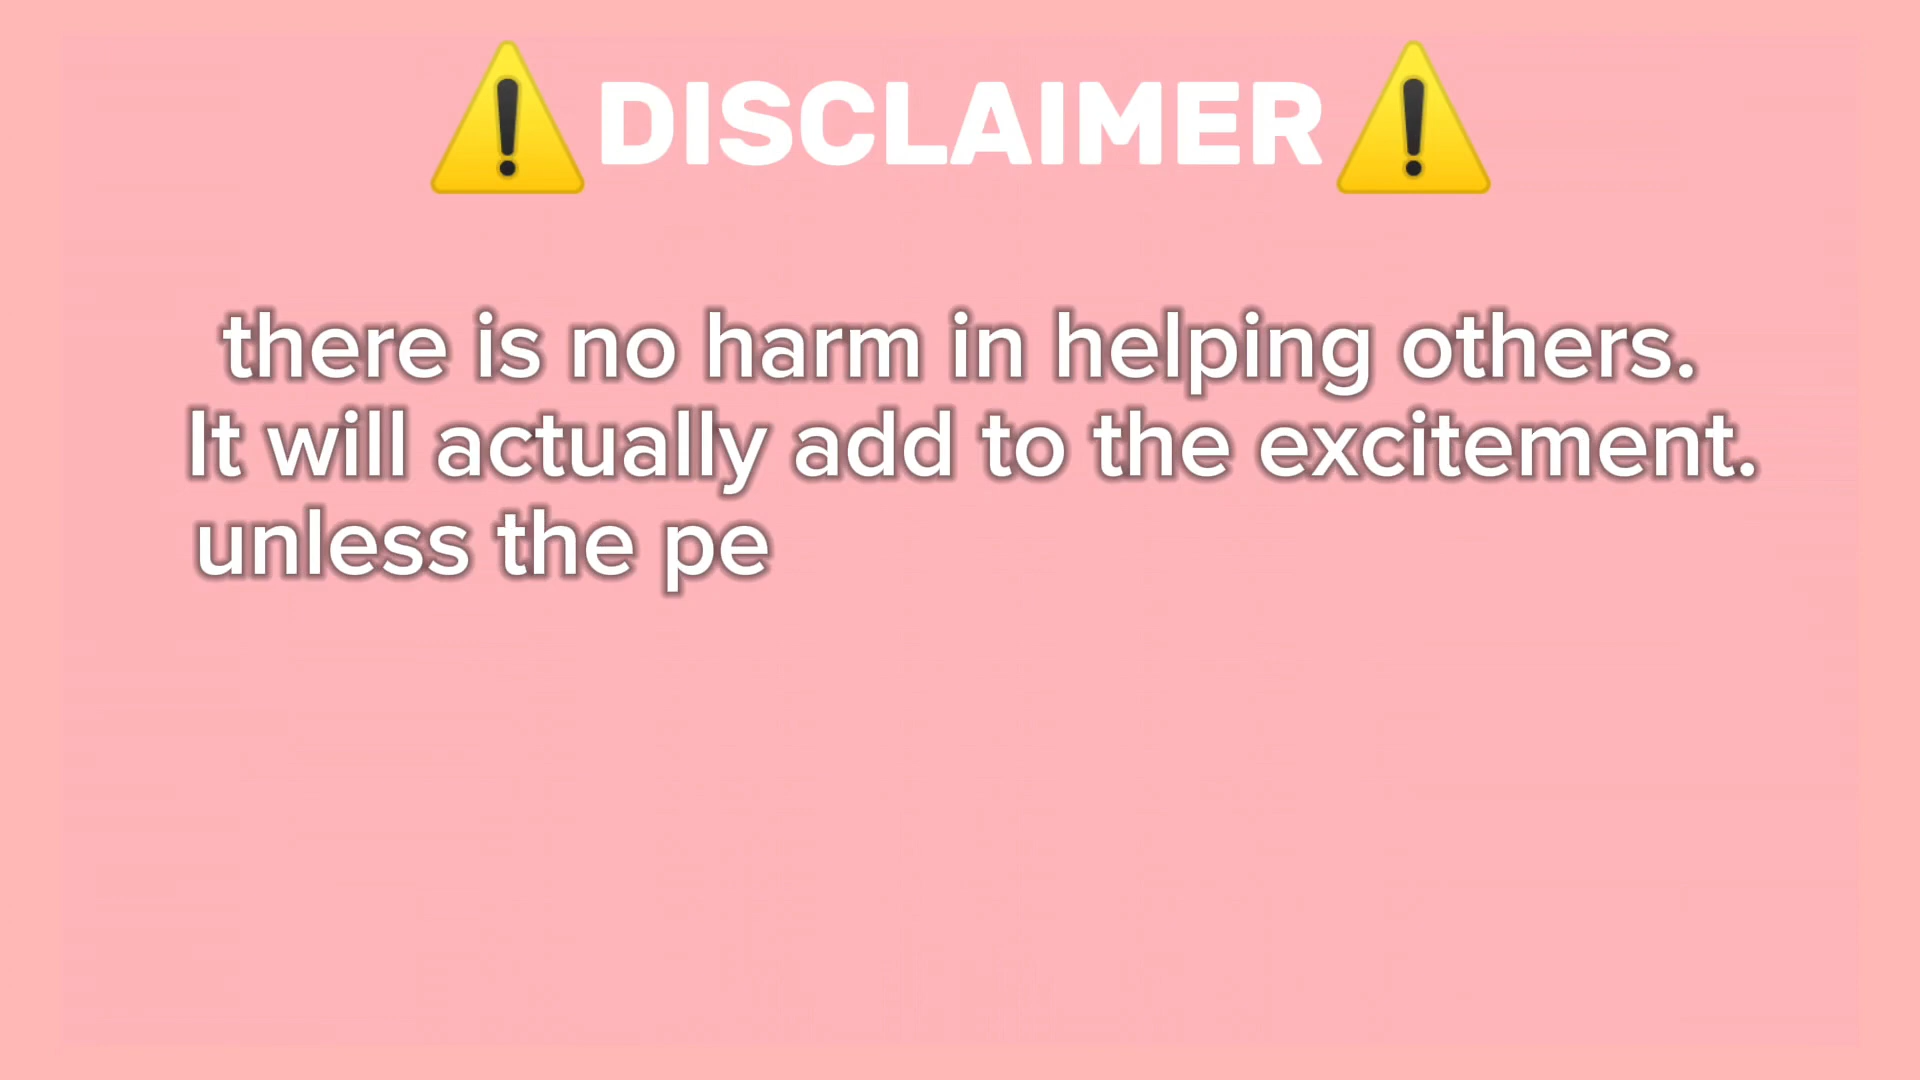 ⚠️DISCLAIMER⚠️
there is no harm in helping others.
It will actually add to the excitement.
unless the pe